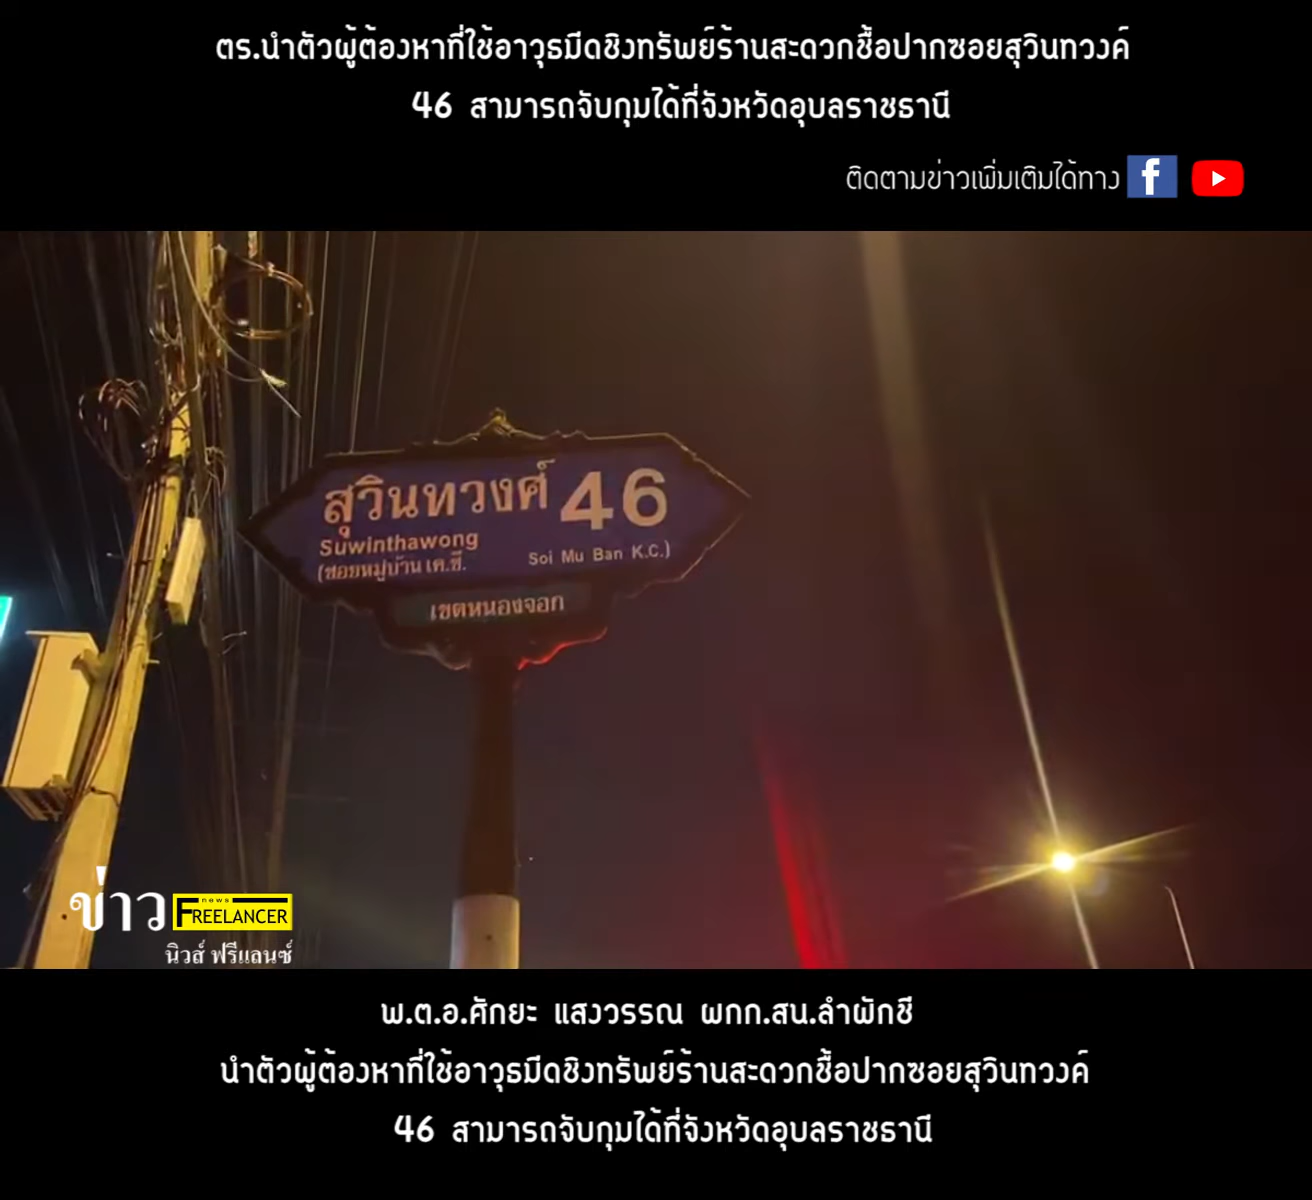 ตร.นำตัวผู้ต้องหาที่ใช้อาวุธมีดชิงทรัพย์ร้านสะดวกซื้อปากซอยสุวินทวงค์
46 สามารถจับกุมได้ที่จังหวัดอุบลราชธานี
ติดตามข่าวเพิ่มเติมได้ทาง
สุวินทวงศ์ 46
Suwinthawong
(ซอยหมู่บ้าน เค.ซี. Soi Mu Ban K.C.)
เขตหนองจอก
ข่าว news FREELANCER
นิวส์ ฟรีแลนซ์
พ.ต.อ.ศักยะ แสงวรรณ ผกก.สน.ลำผักชี
นำตัวผู้ต้องหาที่ใช้อาวุธมีดชิงทรัพย์ร้านสะดวกซื้อปากซอยสุวินทวงค์
46 สามารถจับกุมได้ที่จังหวัดอุบลราชธานี